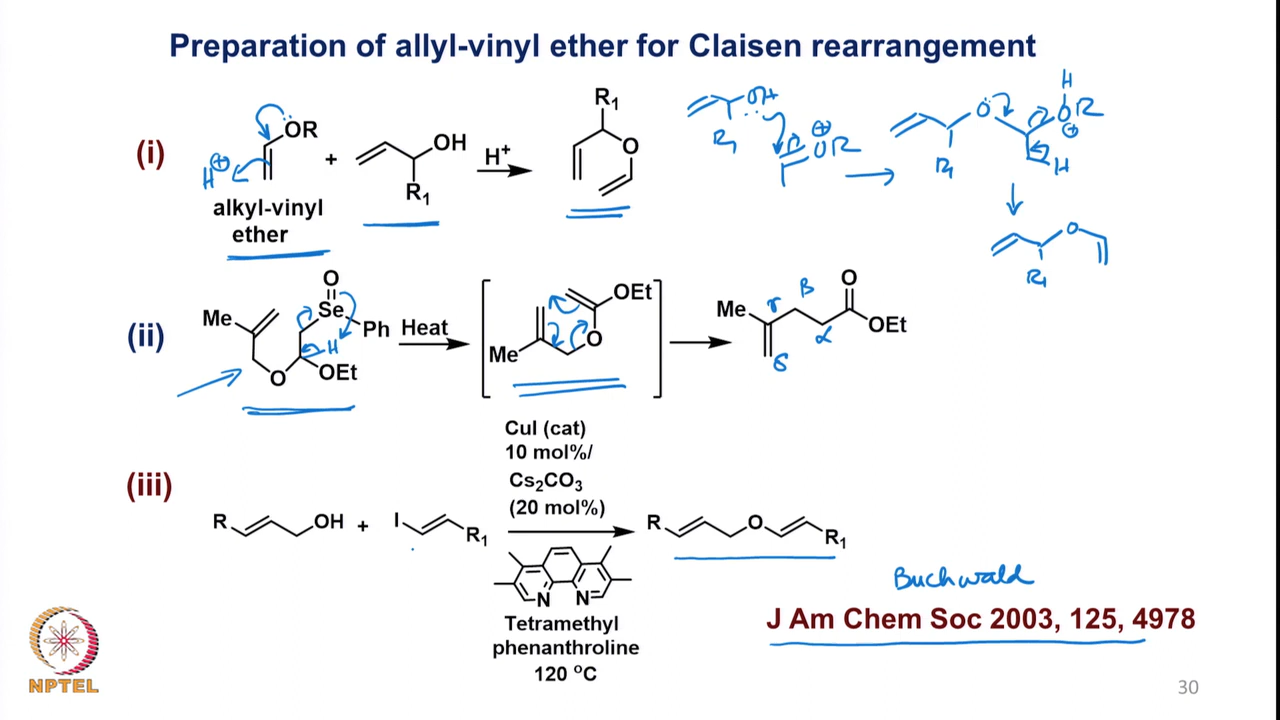 Preparation of allyl-vinyl ether for Claisen rearrangement
(i)
H⊕
OR
alkyl-vinyl
ether
+
OH
R₁
H⁺
R₁
O
OH
R₁
⊕
OR
O
R₁
H
OR
⊕
H
O
R₁
(ii)
Me
O
Se
Ph
H
O
OEt
Heat
OEt
O
Me
Me
γ
β
α
δ
O
OEt
(iii)
R
OH
+
I
R₁
CuI (cat)
10 mol%/
Cs₂CO₃
(20 mol%)
N
N
Tetramethyl
phenanthroline
120 ºC
R
O
R₁
Buchwald
J Am Chem Soc 2003, 125, 4978
NPTEL
30